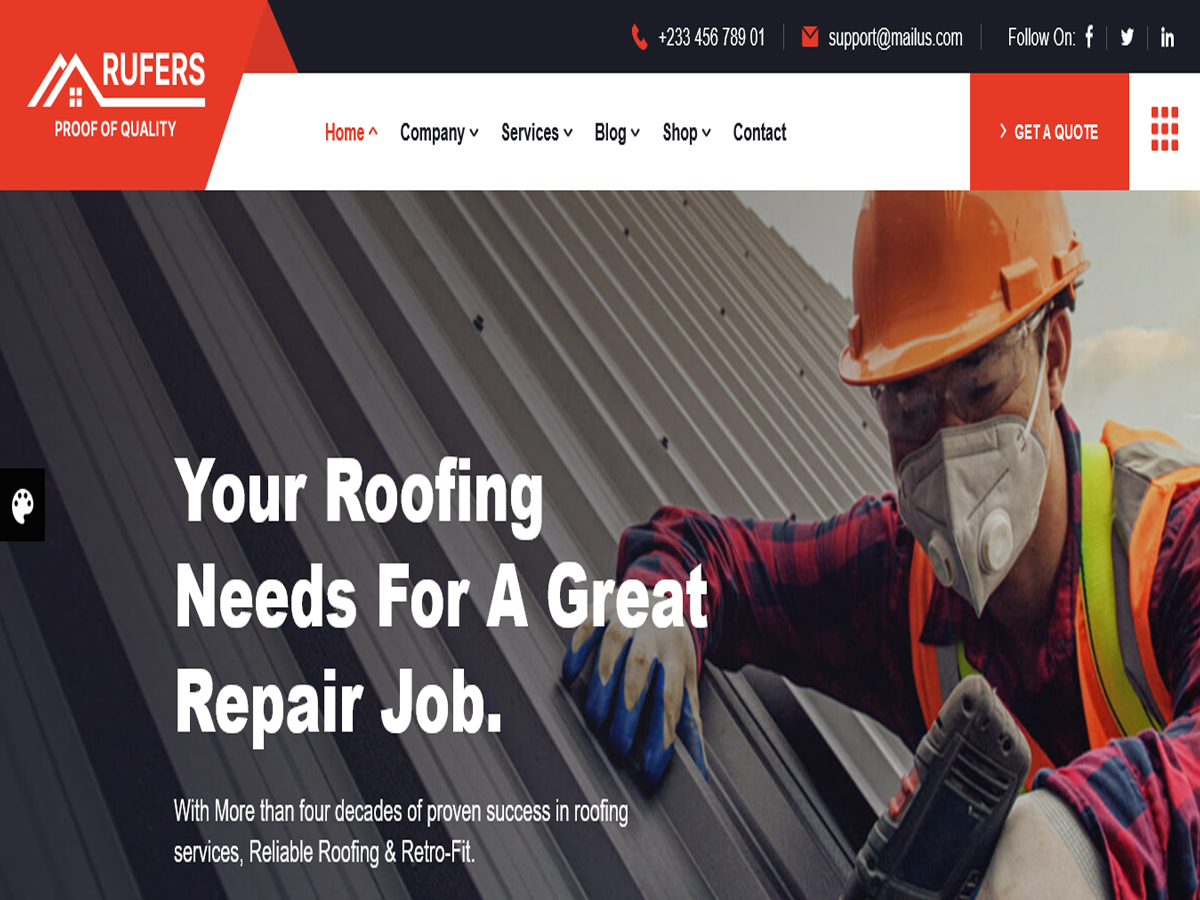 RUFERS
PROOF OF QUALITY
+233 456 789 01
support@mailus.com
Follow On:
Home
Company
Services
Blog
Shop
Contact
GET A QUOTE
Your Roofing
Needs For A Great
Repair Job.
With More than four decades of proven success in roofing
services, Reliable Roofing & Retro-Fit.